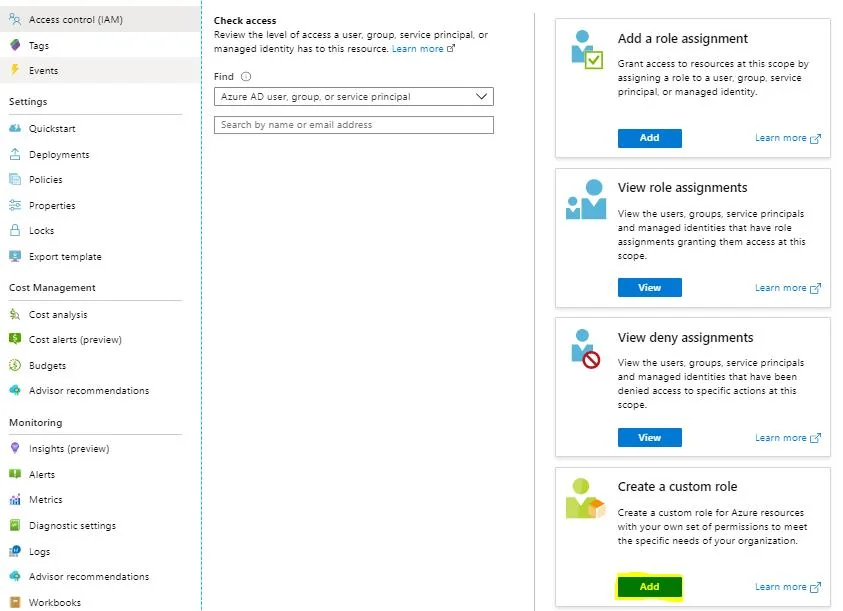 Access control (IAM)
Tags
Events
Settings
Quickstart
Deployments
Policies
Properties
Locks
Export template
Cost Management
Cost analysis
Cost alerts (preview)
Budgets
Advisor recommendations
Monitoring
Insights (preview)
Alerts
Metrics
Diagnostic settings
Logs
Advisor recommendations
Workbooks
Check access
Review the level of access a user, group, service principal, or
managed identity has to this resource. Learn more
Find
Azure AD user, group, or service principal
Search by name or email address
Add a role assignment
Grant access to resources at this scope by
assigning a role to a user, group, service
principal, or managed identity.
Add Learn more
View role assignments
View the users, groups, service principals
and managed identities that have role
assignments granting them access at this
scope.
View Learn more
View deny assignments
View the users, groups, service principals
and managed identities that have been
denied access to specific actions at this
scope.
View Learn more
Create a custom role
Create a custom role for Azure resources
with your own set of permissions to meet
the specific needs of your organization.
Add Learn more